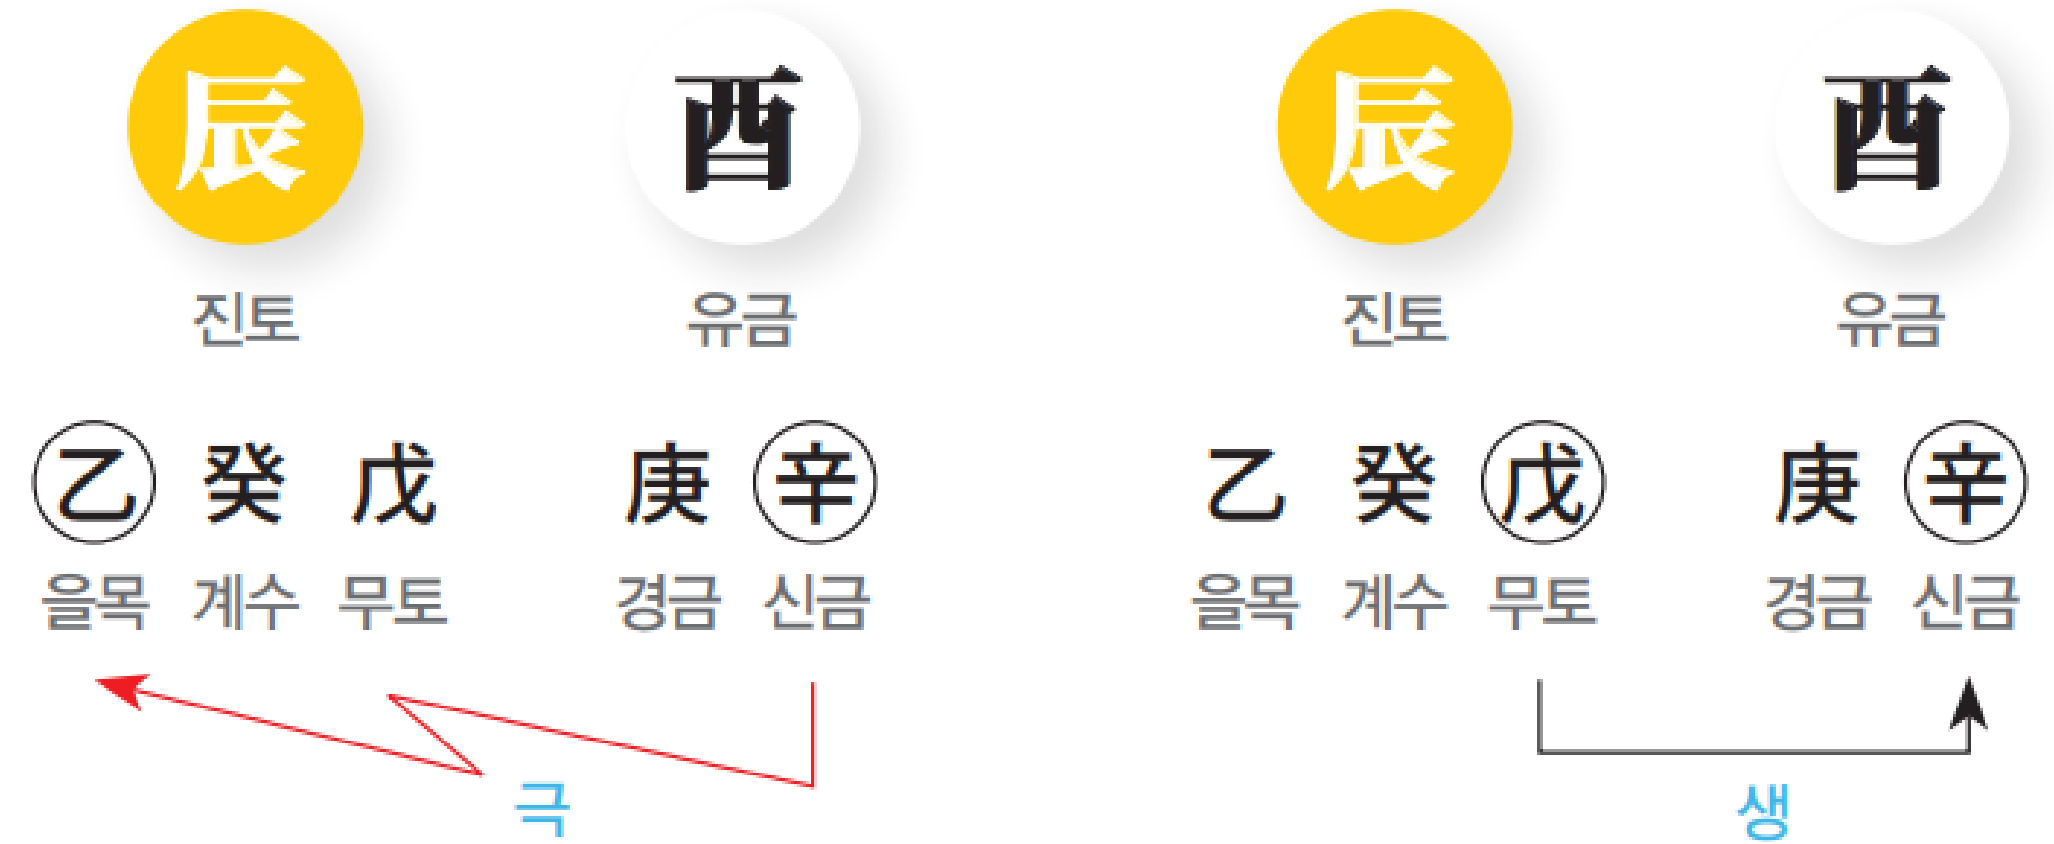 辰 酉 辰 酉
진토 유금 진토 유금
乙 癸 戊 庚 辛 乙 癸 戊 庚 辛
을목 계수 무토 경금 신금 을목 계수 무토 경금 신금
극 생